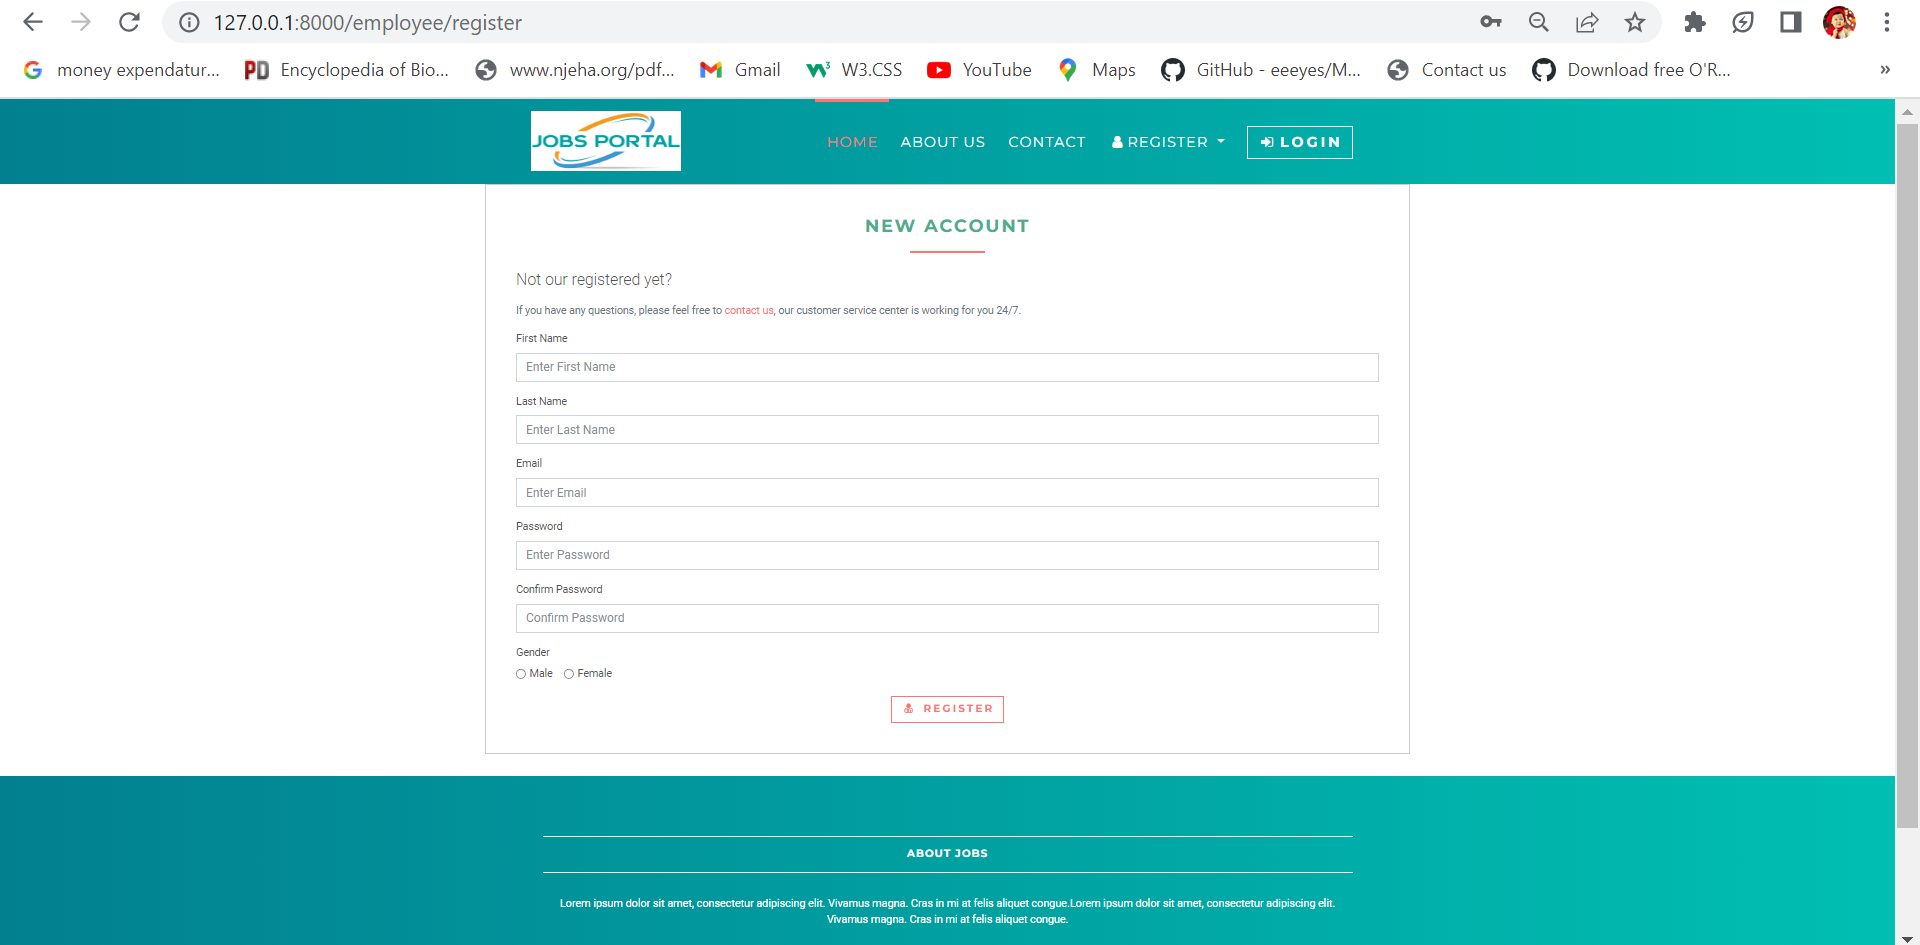 127.0.0.1:8000/employee/register
money expendatur... Encyclopedia of Bio... www.njeha.org/pdf... Gmail W3.CSS YouTube Maps GitHub - eeeyes/M... Contact us Download free O'R... »
JOBS PORTAL HOME ABOUT US CONTACT REGISTER LOGIN
NEW ACCOUNT
Not our registered yet?
If you have any questions, please feel free to contact us, our customer service center is working for you 24/7.
First Name
Enter First Name
Last Name
Enter Last Name
Email
Enter Email
Password
Enter Password
Confirm Password
Confirm Password
Gender
Male Female
REGISTER
ABOUT JOBS
Lorem ipsum dolor sit amet, consectetur adipiscing elit. Vivamus magna. Cras in mi at felis aliquet congue.Lorem ipsum dolor sit amet, consectetur adipiscing elit.
Vivamus magna. Cras in mi at felis aliquet congue.